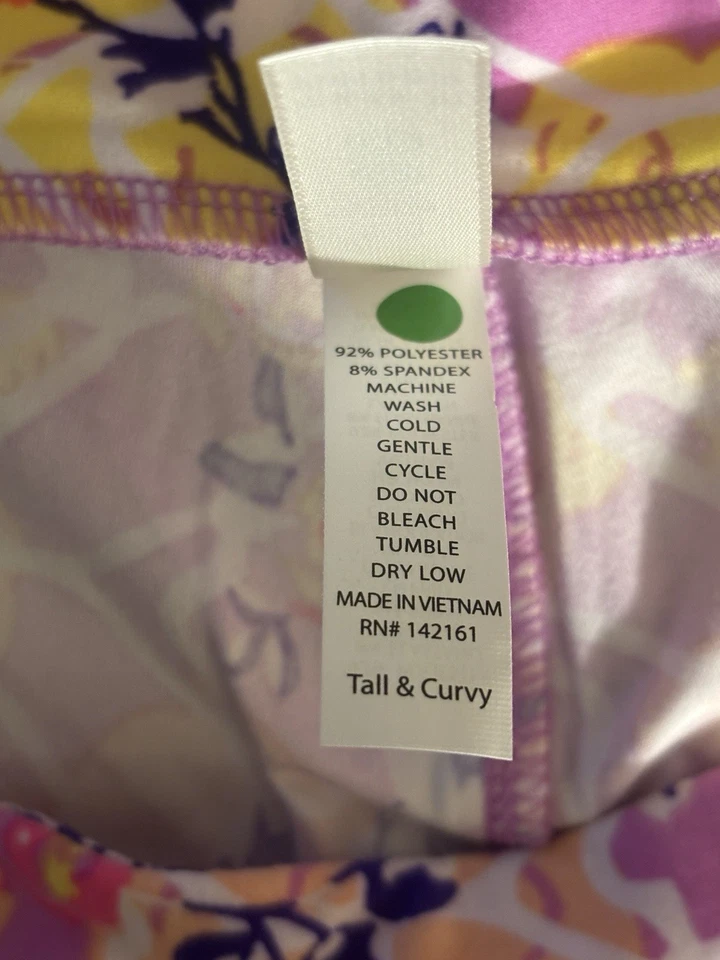 92% POLYESTER
8% SPANDEX
MACHINE
WASH
COLD
GENTLE
CYCLE
DO NOT
BLEACH
TUMBLE
DRY LOW
MADE IN VIETNAM
RN# 142161
Tall & Curvy